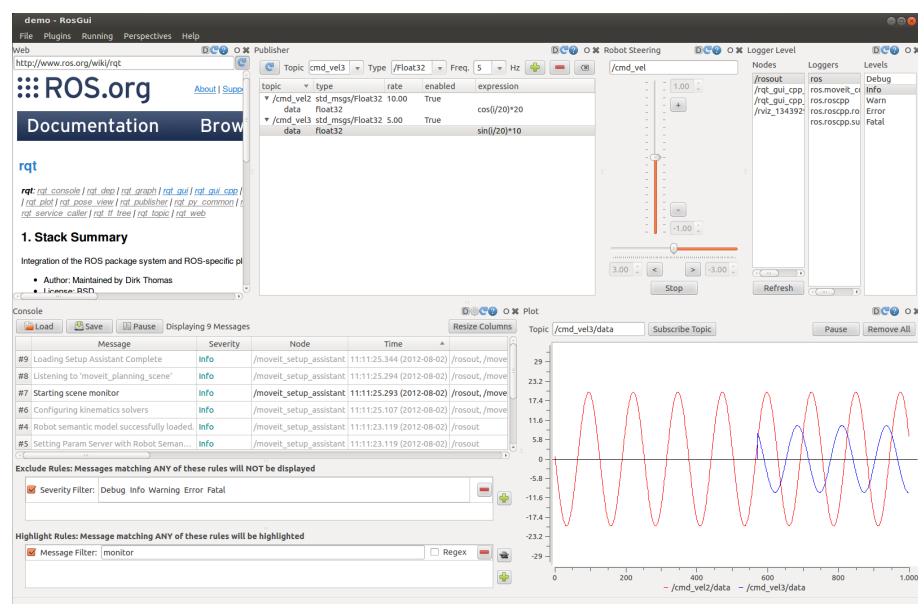 demo - RosGui
File Plugins Running Perspectives Help
Web
http://www.ros.org/wiki/rqt
ROS.org
About | Supp
Documentation Brow
rqt
rqt: rqt_console | rqt_dep | rqt_graph | rqt_gui | rqt_gui_cpp |
| rqt_plot | rqt_pose_view | rqt_publisher | rqt_py_common |
rqt_service_caller | rqt_tf_tree | rqt_topic | rqt_web
1. Stack Summary
Integration of the ROS package system and ROS-specific pl
Author: Maintained by Dirk Thomas
License: BSD
Publisher
Topic cmd_vel3 Type /Float32 Freq. 5 Hz
topic type rate enabled expression
/cmd_vel2 std_msgs/Float32 10.00 True
data float32 cos(i/20)*20
/cmd_vel3 std_msgs/Float32 5.00 True
data float32 sin(i/20)*10
Robot Steering
/cmd_vel
1.00
+
-
-1.00
3.00 < > -3.00
Stop
Logger Level
Nodes Loggers Levels
/rosout ros Debug
/rqt_gui_cpp_ ros.moveit_co Info
/rqt_gui_cpp_ ros.roscpp Warn
/rviz_134392 ros.roscpp.ro Error
ros.roscpp.su Fatal
Refresh
Console
Load Save Pause Displaying 9 Messages Resize Columns
Message Severity Node Time
#9 Loading Setup Assistant Complete Info /moveit_setup_assistant 11:11:25.344 (2012-08-02) /rosout, /move
#8 Listening to 'moveit_planning_scene' Info /moveit_setup_assistant 11:11:25.294 (2012-08-02) /rosout, /move
#7 Starting scene monitor Info /moveit_setup_assistant 11:11:25.293 (2012-08-02) /rosout, /move
#6 Configuring kinematics solvers Info /moveit_setup_assistant 11:11:25.107 (2012-08-02) /rosout, /move
#4 Robot semantic model successfully loaded. Info /moveit_setup_assistant 11:11:23.119 (2012-08-02) /rosout
#5 Setting Param Server with Robot Seman... Info /moveit_setup_assistant 11:11:23.119 (2012-08-02) /rosout
Exclude Rules: Messages matching ANY of these rules will NOT be displayed
Severity Filter: Debug Info Warning Error Fatal
Highlight Rules: Message matching ANY of these rules will be highlighted
Message Filter: monitor Regex
Plot
Topic /cmd_vel3/data Subscribe Topic Pause Remove All
29
23.2
17.4
11.6
5.8
0
-5.8
-11.6
-17.4
-23.2
-29
0 200 400 600 800 1.000
/cmd_vel2/data /cmd_vel3/data